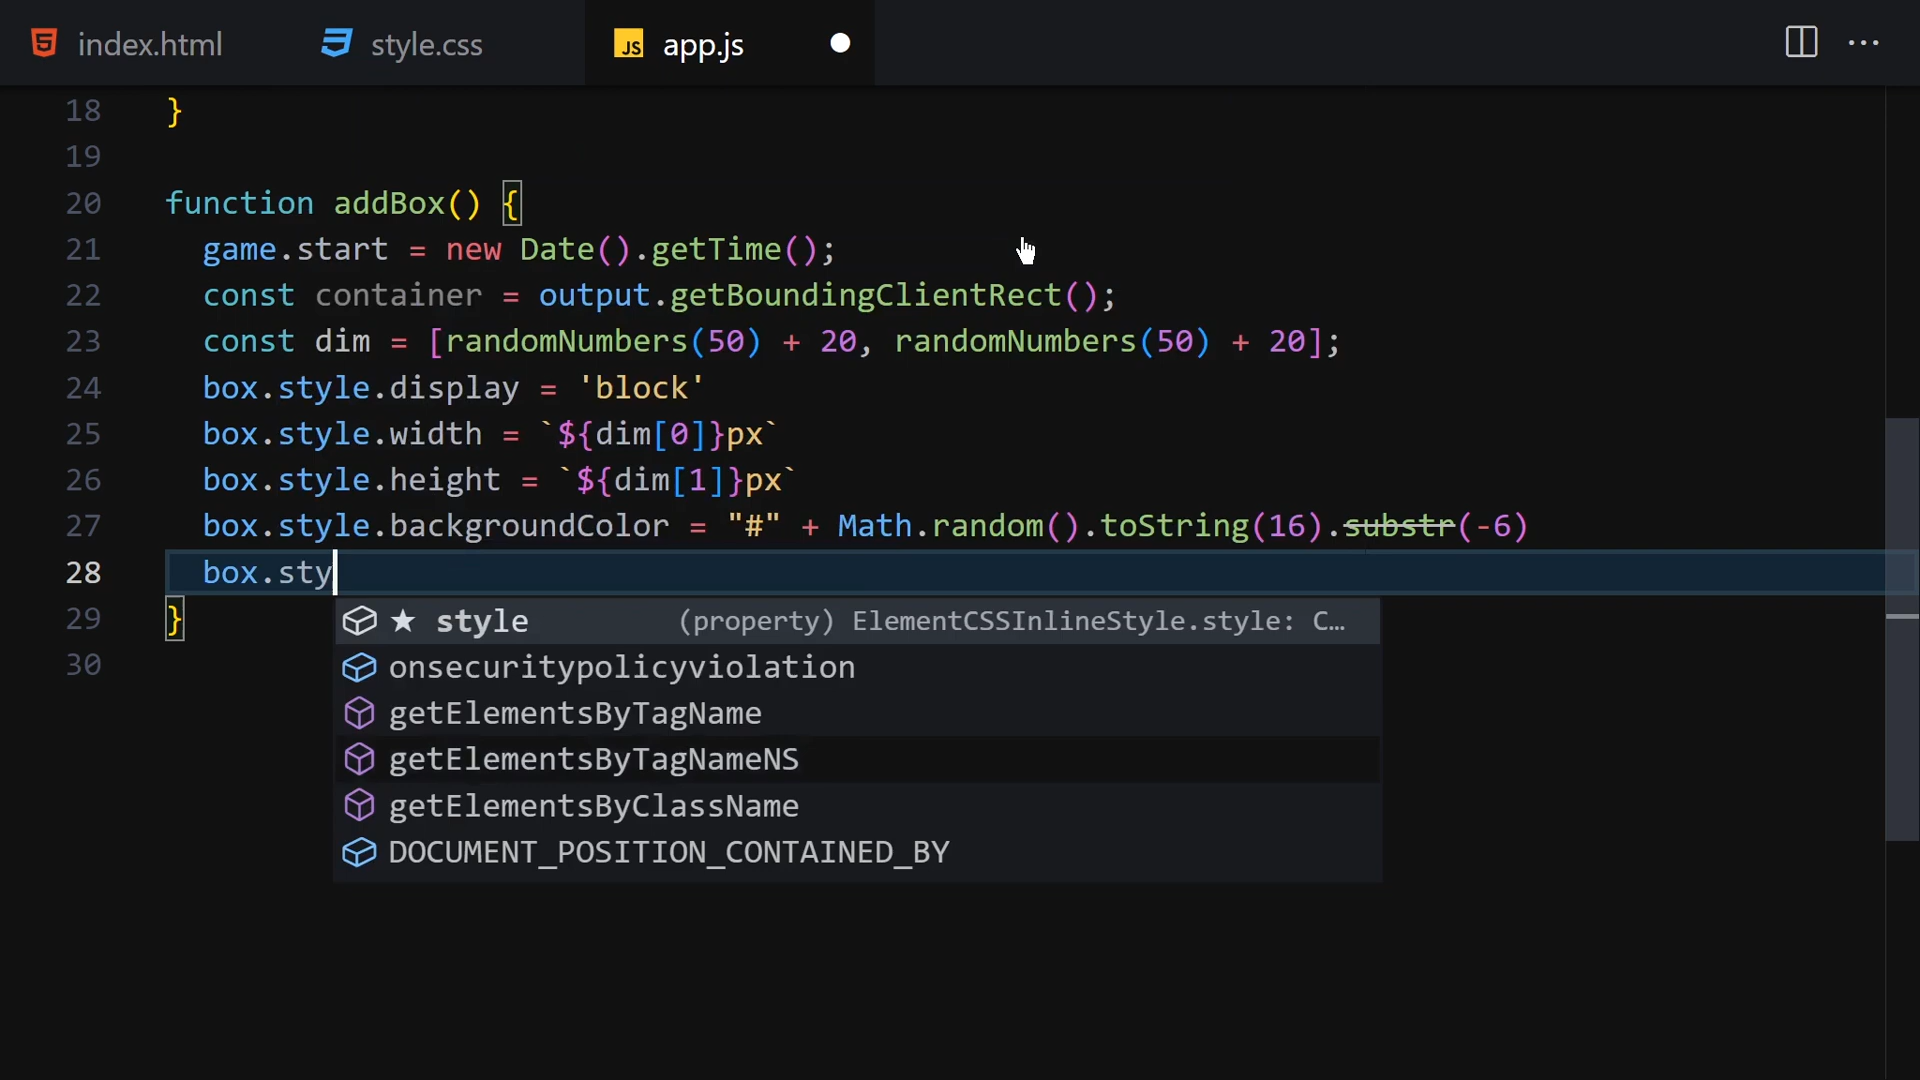 index.html
style.css
JS app.js
18 }
19
20 function addBox() {
21 game.start = new Date().getTime();
22 const container = output.getBoundingClientRect();
23 const dim = [randomNumbers(50) + 20, randomNumbers(50) + 20];
24 box.style.display = 'block'
25 box.style.width = `${dim[0]}px`
26 box.style.height = `${dim[1]}px`
27 box.style.backgroundColor = "#" + Math.random().toString(16).substr(-6)
28 box.sty
29 }
30
★ style (property) ElementCSSInlineStyle.style: C…
onsecuritypolicyviolation
getElementsByTagName
getElementsByTagNameNS
getElementsByClassName
DOCUMENT_POSITION_CONTAINED_BY